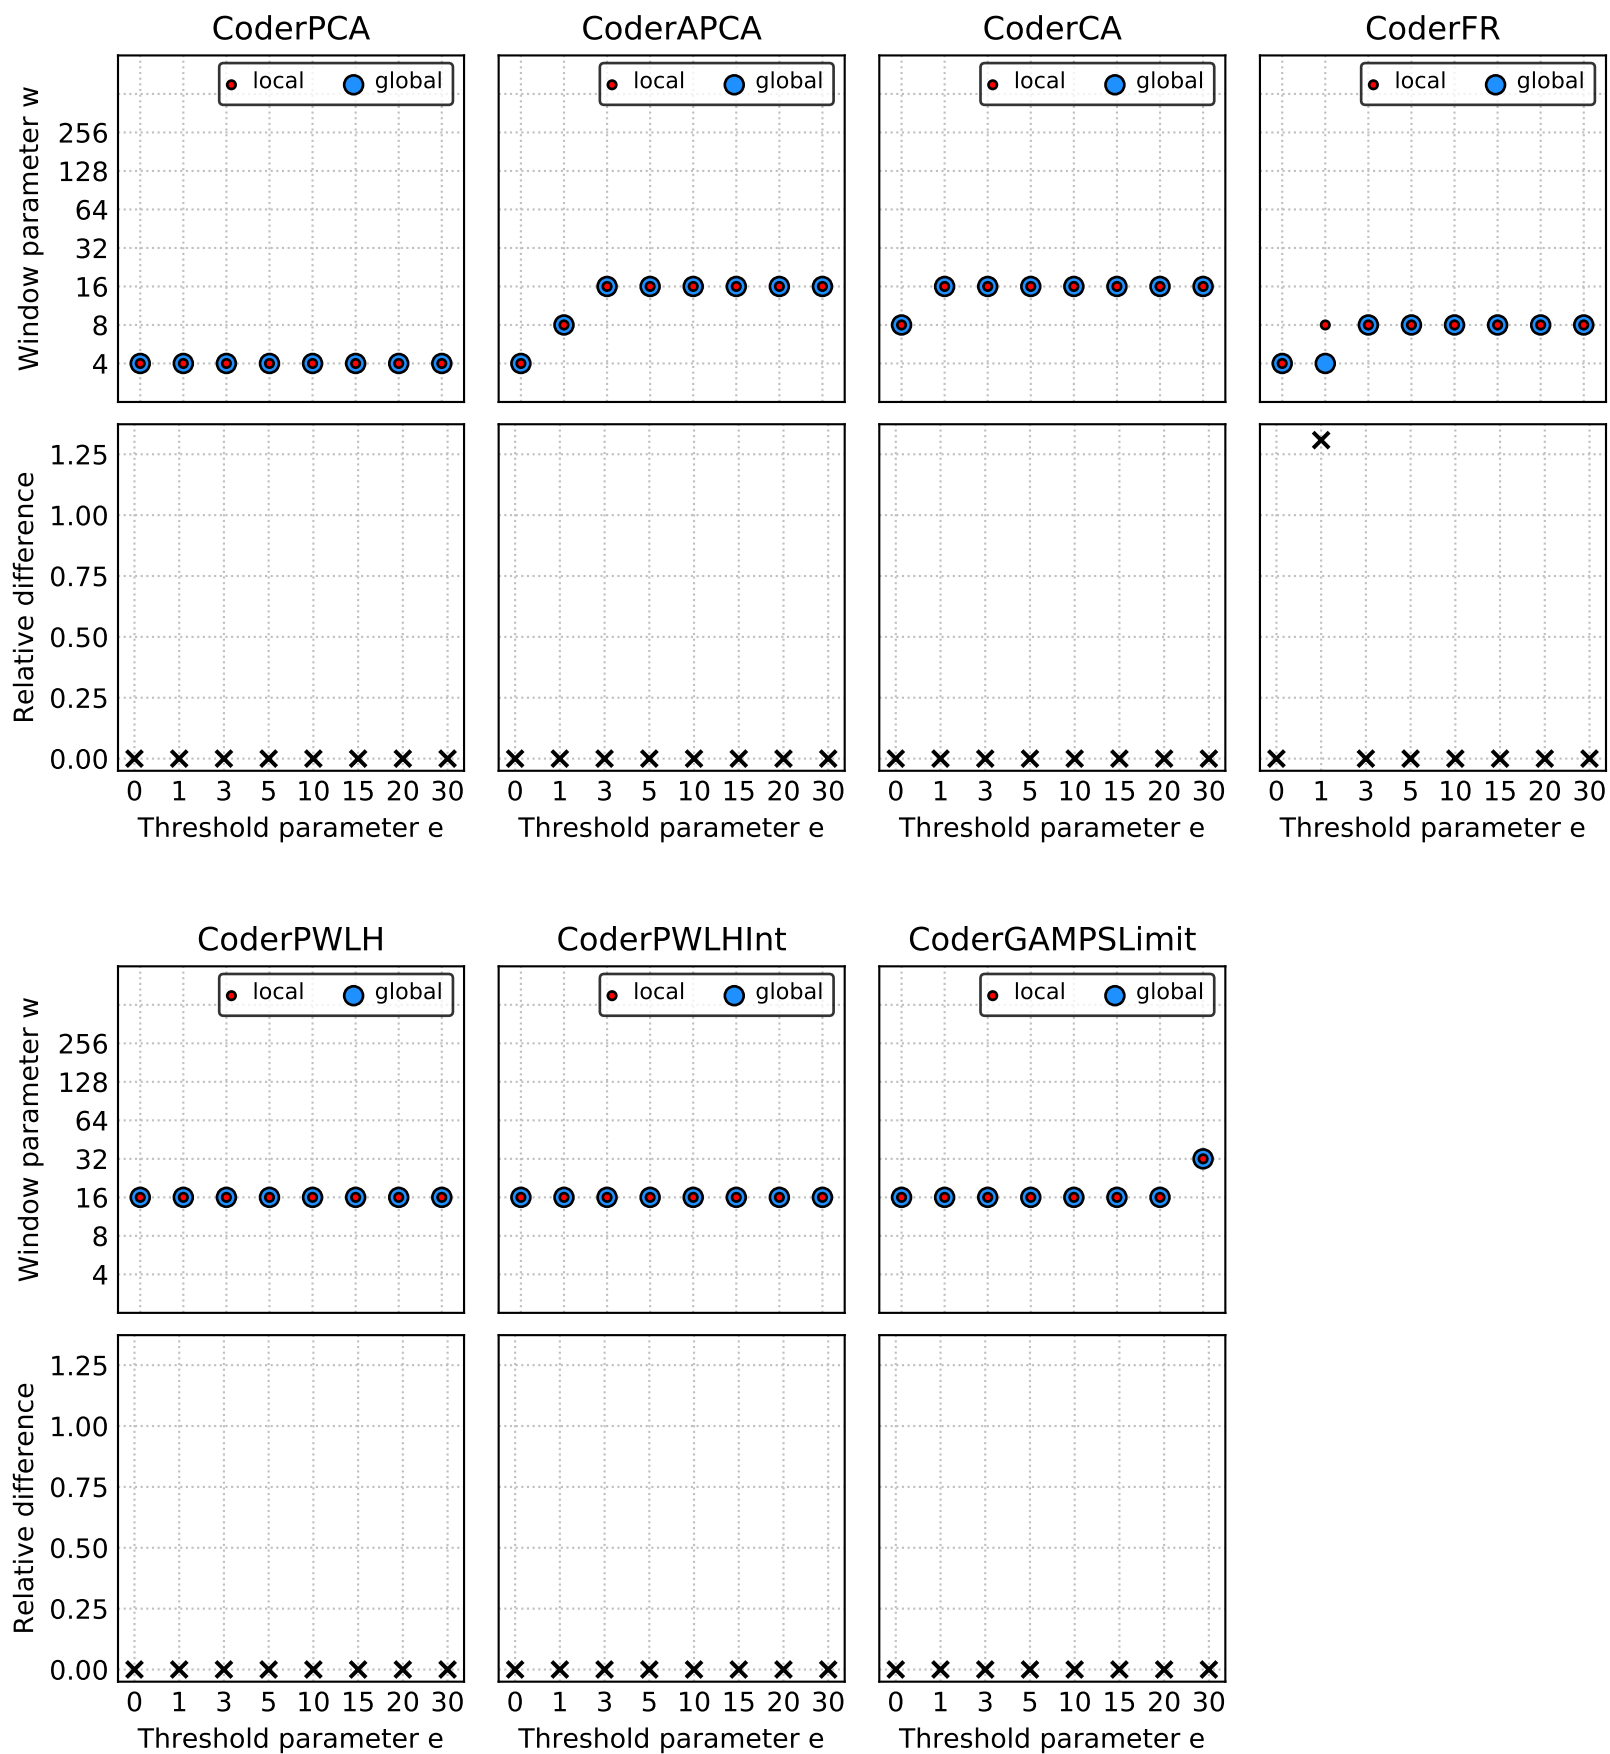 CoderPCA CoderAPCA CoderCA CoderFR
local global local global local global local global
Window parameter w
256
128
64
32
16
8
4
Relative difference
1.25
1.00
0.75
0.50
0.25
0.00
0 1 3 5 10 15 20 30 0 1 3 5 10 15 20 30 0 1 3 5 10 15 20 30 0 1 3 5 10 15 20 30
Threshold parameter e Threshold parameter e Threshold parameter e Threshold parameter e
CoderPWLH CoderPWLHInt CoderGAMPSLimit
local global local global local global
Window parameter w
256
128
64
32
16
8
4
Relative difference
1.25
1.00
0.75
0.50
0.25
0.00
0 1 3 5 10 15 20 30 0 1 3 5 10 15 20 30 0 1 3 5 10 15 20 30
Threshold parameter e Threshold parameter e Threshold parameter e